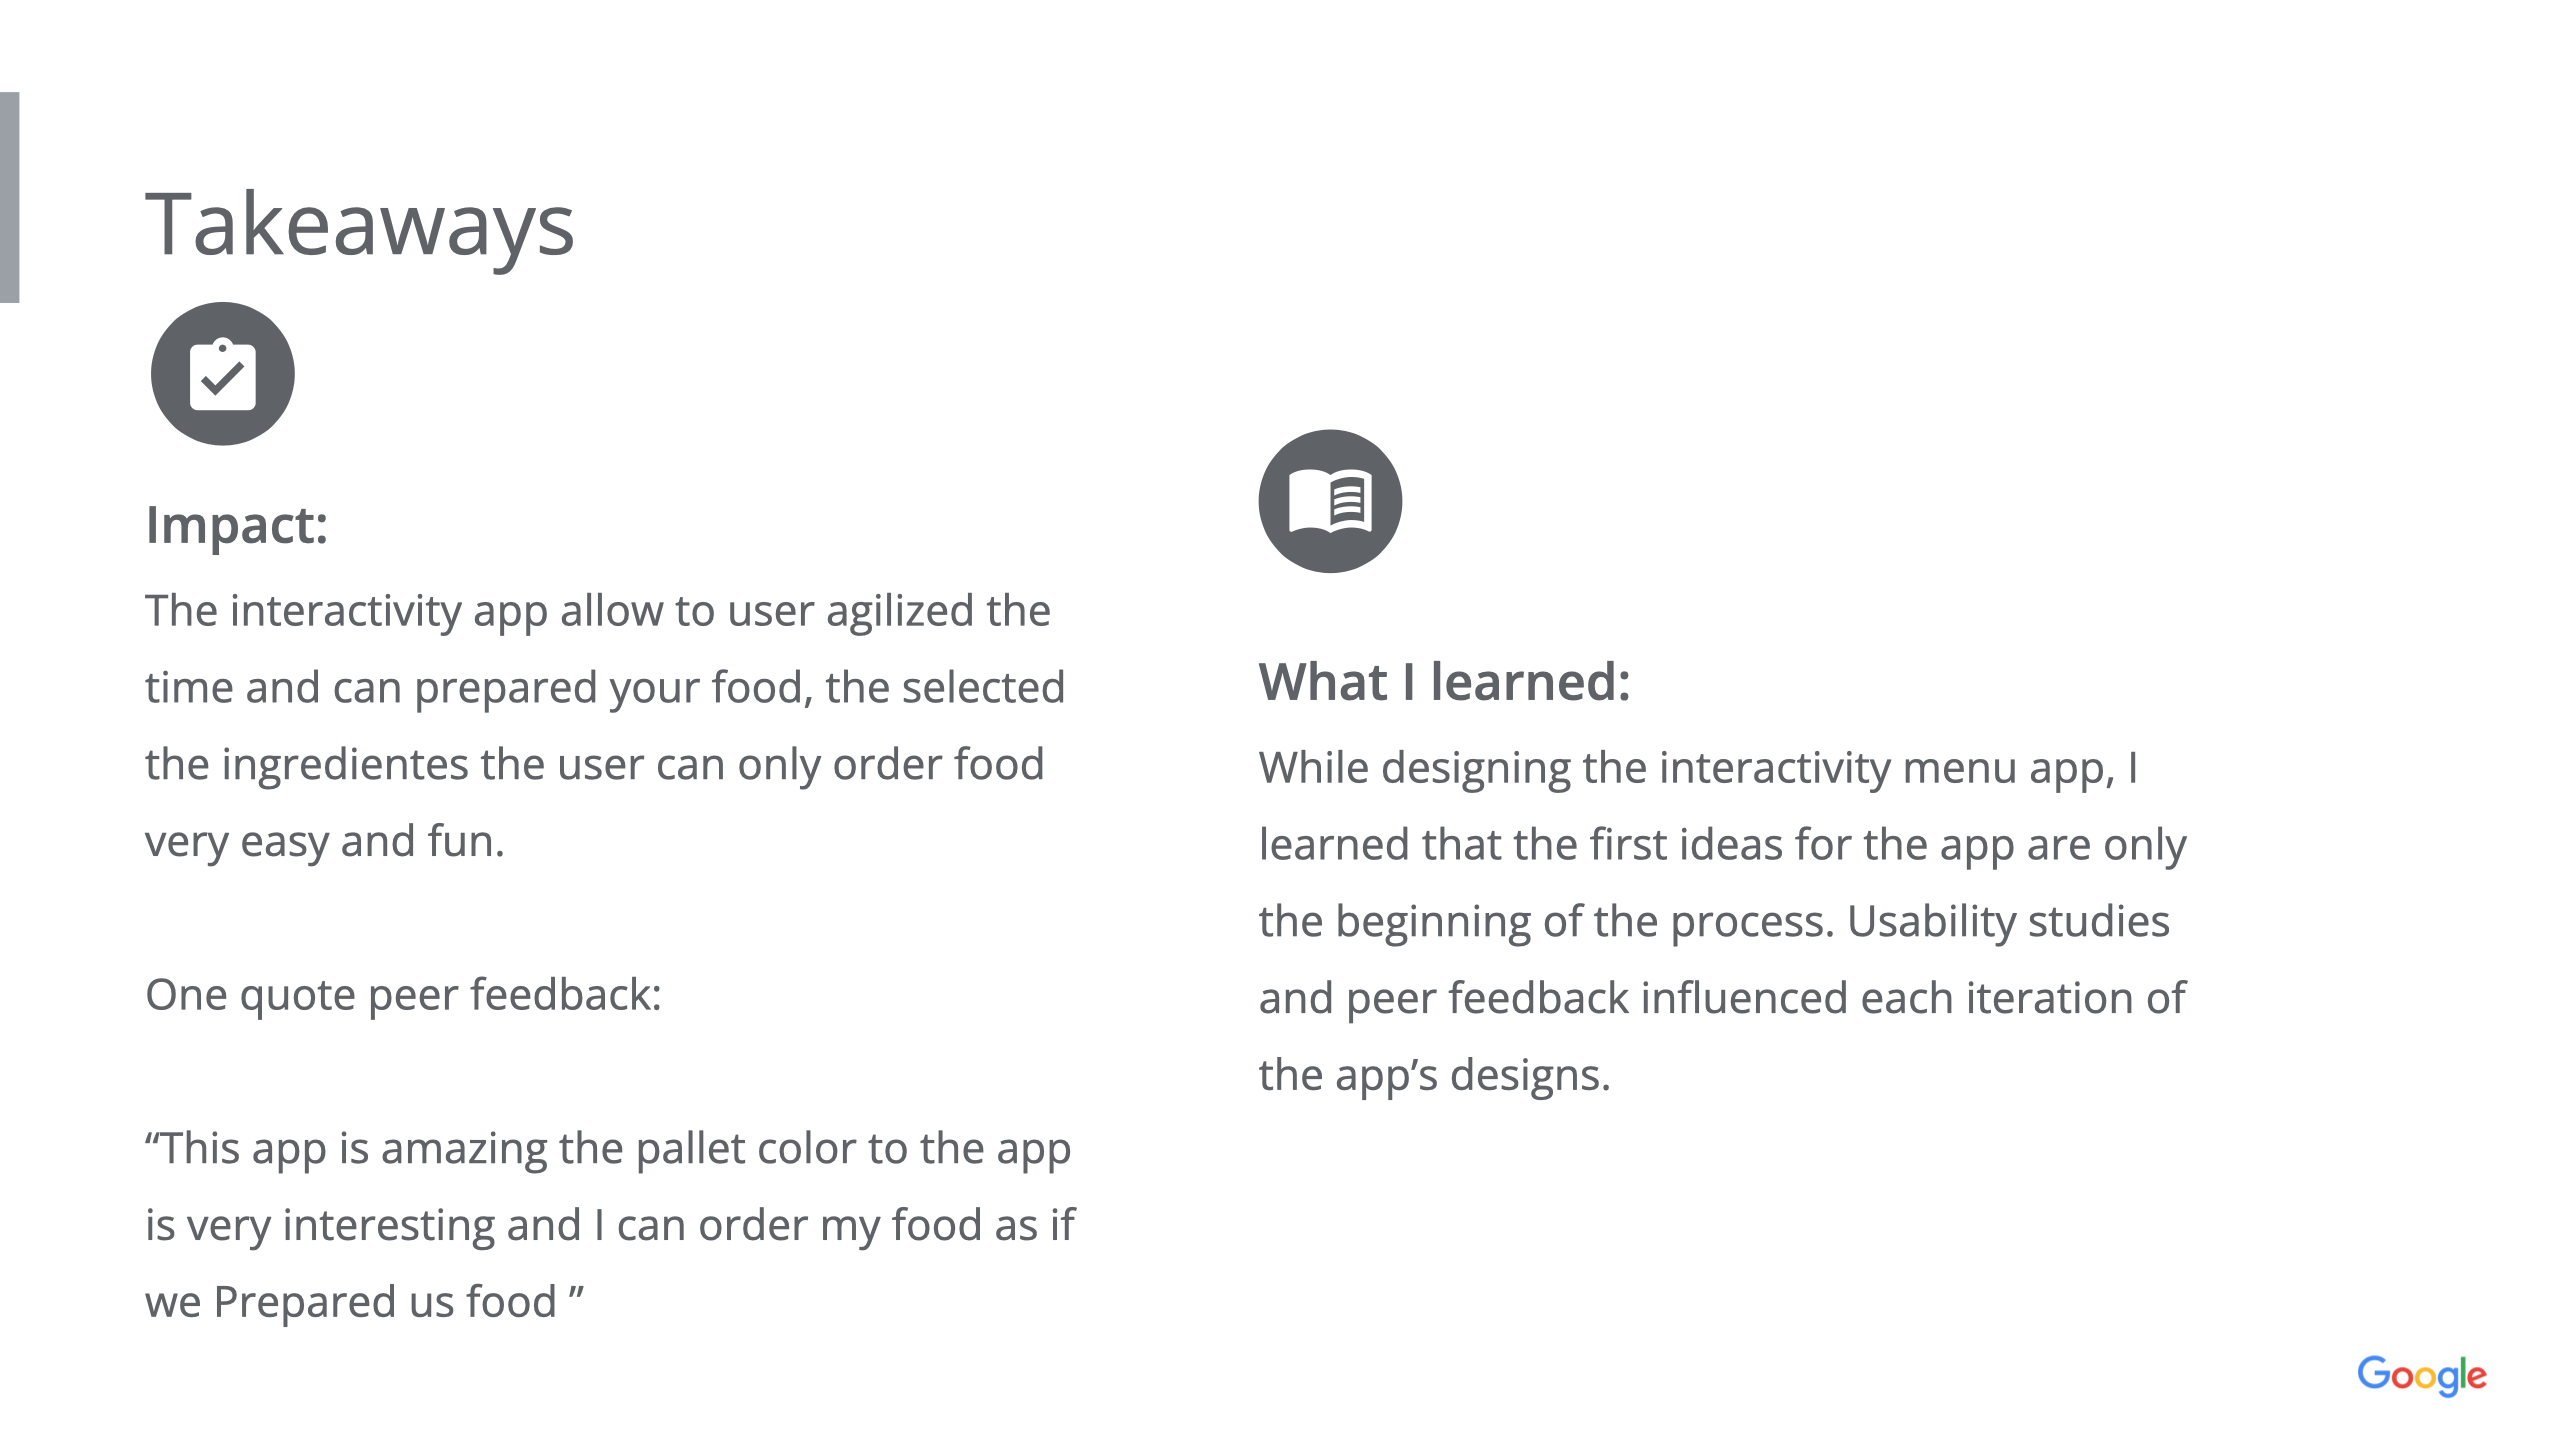 Takeaways
Impact:
The interactivity app allow to user agilized the
time and can prepared your food, the selected
the ingredientes the user can only order food
very easy and fun.
One quote peer feedback:
“This app is amazing the pallet color to the app
is very interesting and I can order my food as if
we Prepared us food ”
What I learned:
While designing the interactivity menu app, I
learned that the first ideas for the app are only
the beginning of the process. Usability studies
and peer feedback influenced each iteration of
the app’s designs.
Google